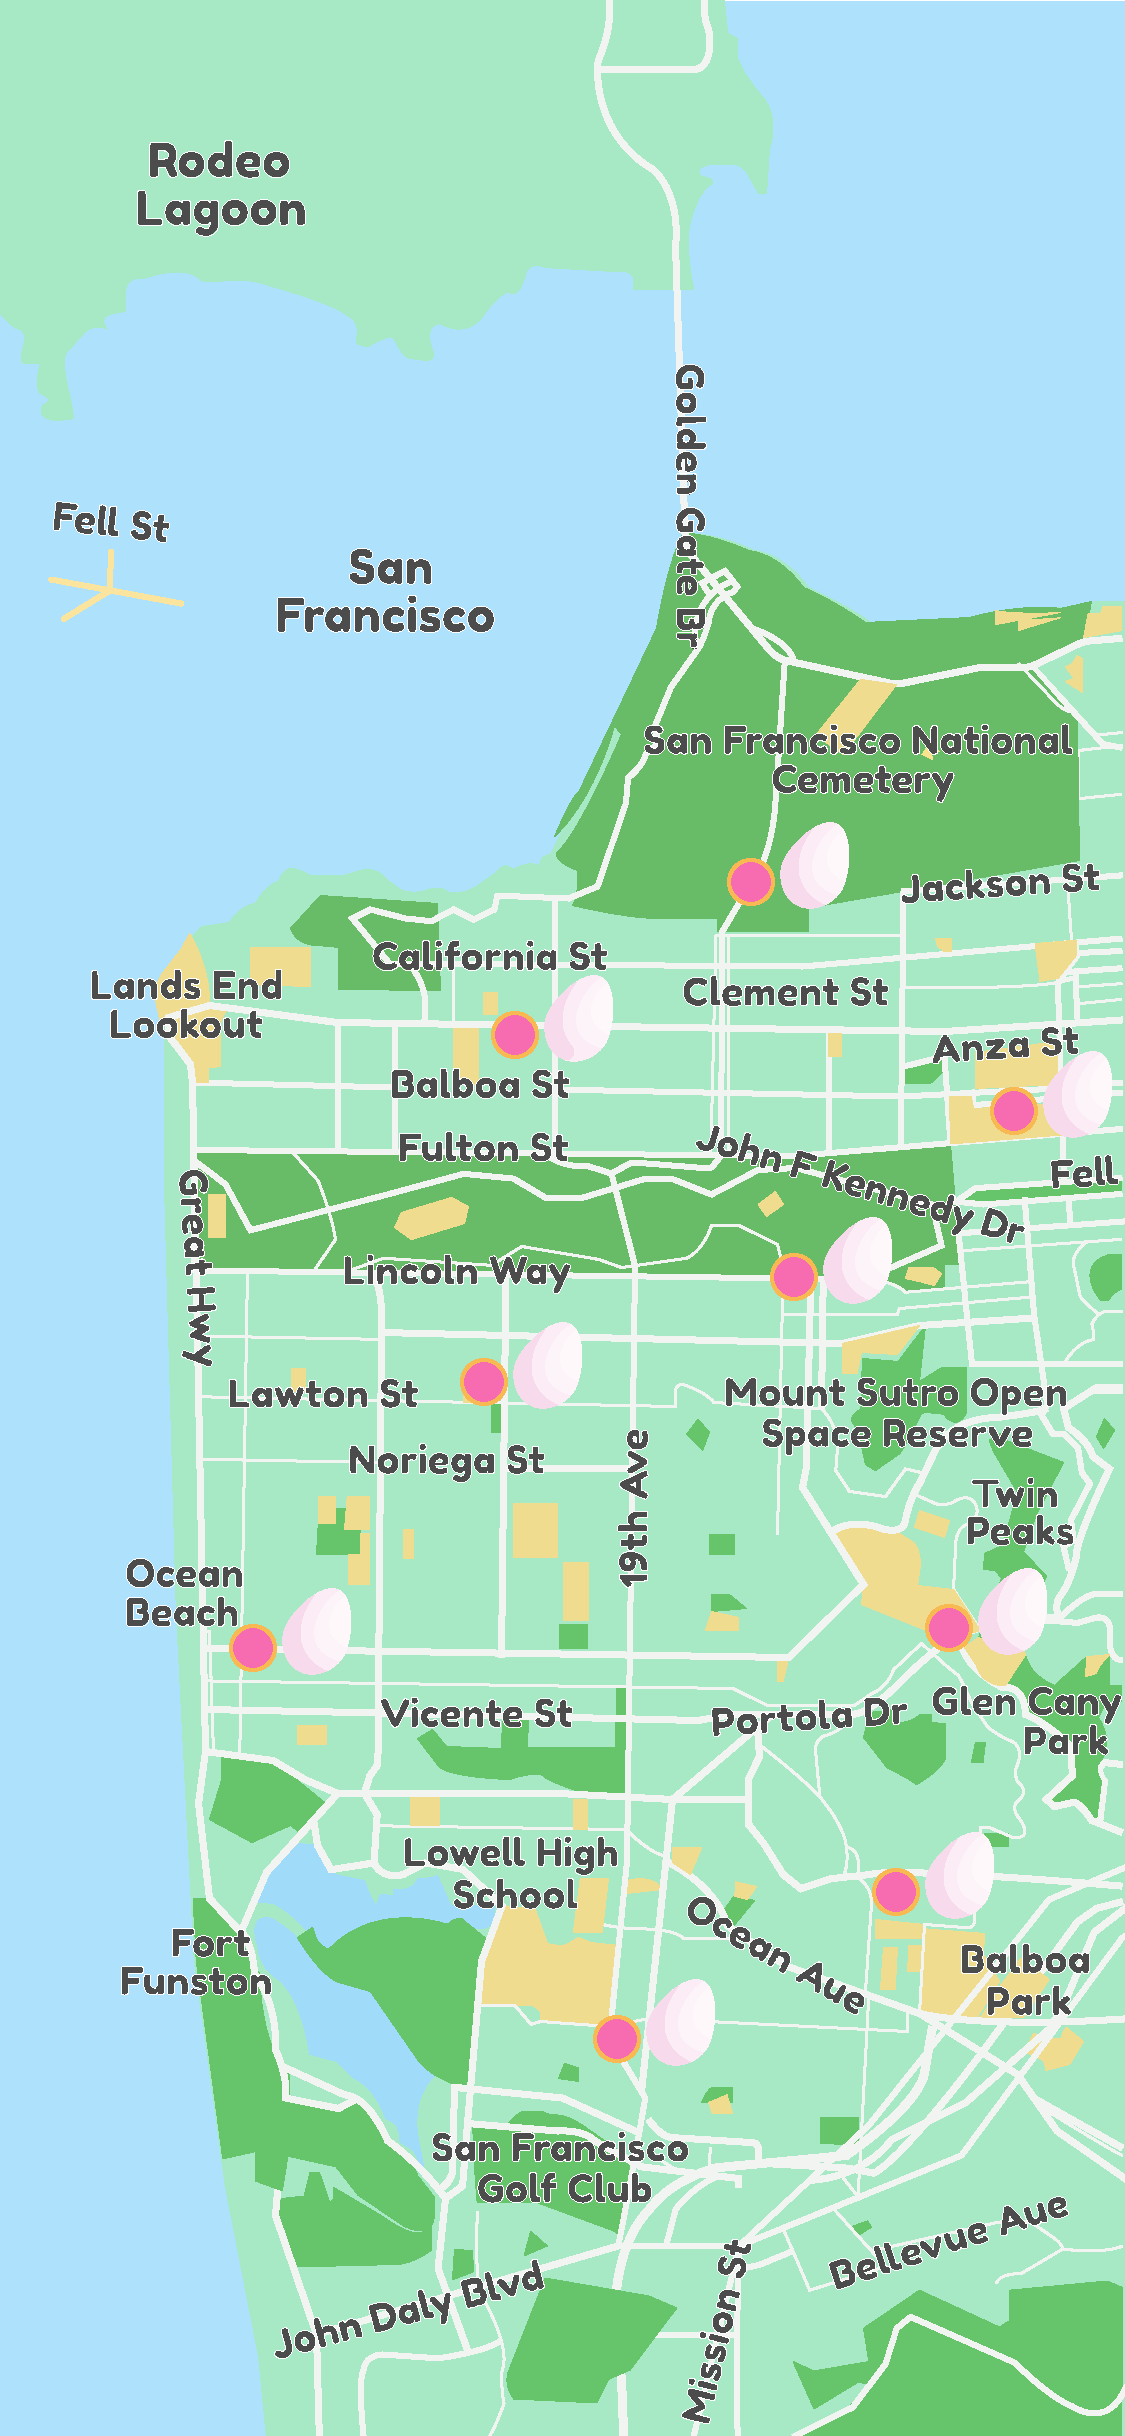 Rodeo
Lagoon
Golden Gate Br
Fell St
San
Francisco
San Francisco National
Cemetery
Jackson St
California St
Lands End
Lookout
Clement St
Anza St
Balboa St
Fulton St
John F Kennedy Dr
Fell
Great Hwy
Lincoln Way
Lawton St
Mount Sutro Open
Space Reserve
Noriega St
19th Ave
Twin
Peaks
Ocean
Beach
Vicente St
Portola Dr
Glen Cany
Park
Lowell High
School
Ocean Aue
Fort
Funston
Balboa
Park
San Francisco
Golf Club
Bellevue Aue
John Daly Blvd
Mission St